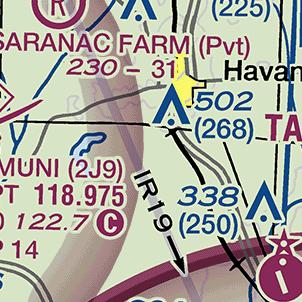 R
(225)
SARANAC FARM (Pvt)
230 - 31
Havan
502
(268)
TA
MUNI (2J9)
PT 118.975
0 122.7 C
P 14
IR19
338
(250)
i